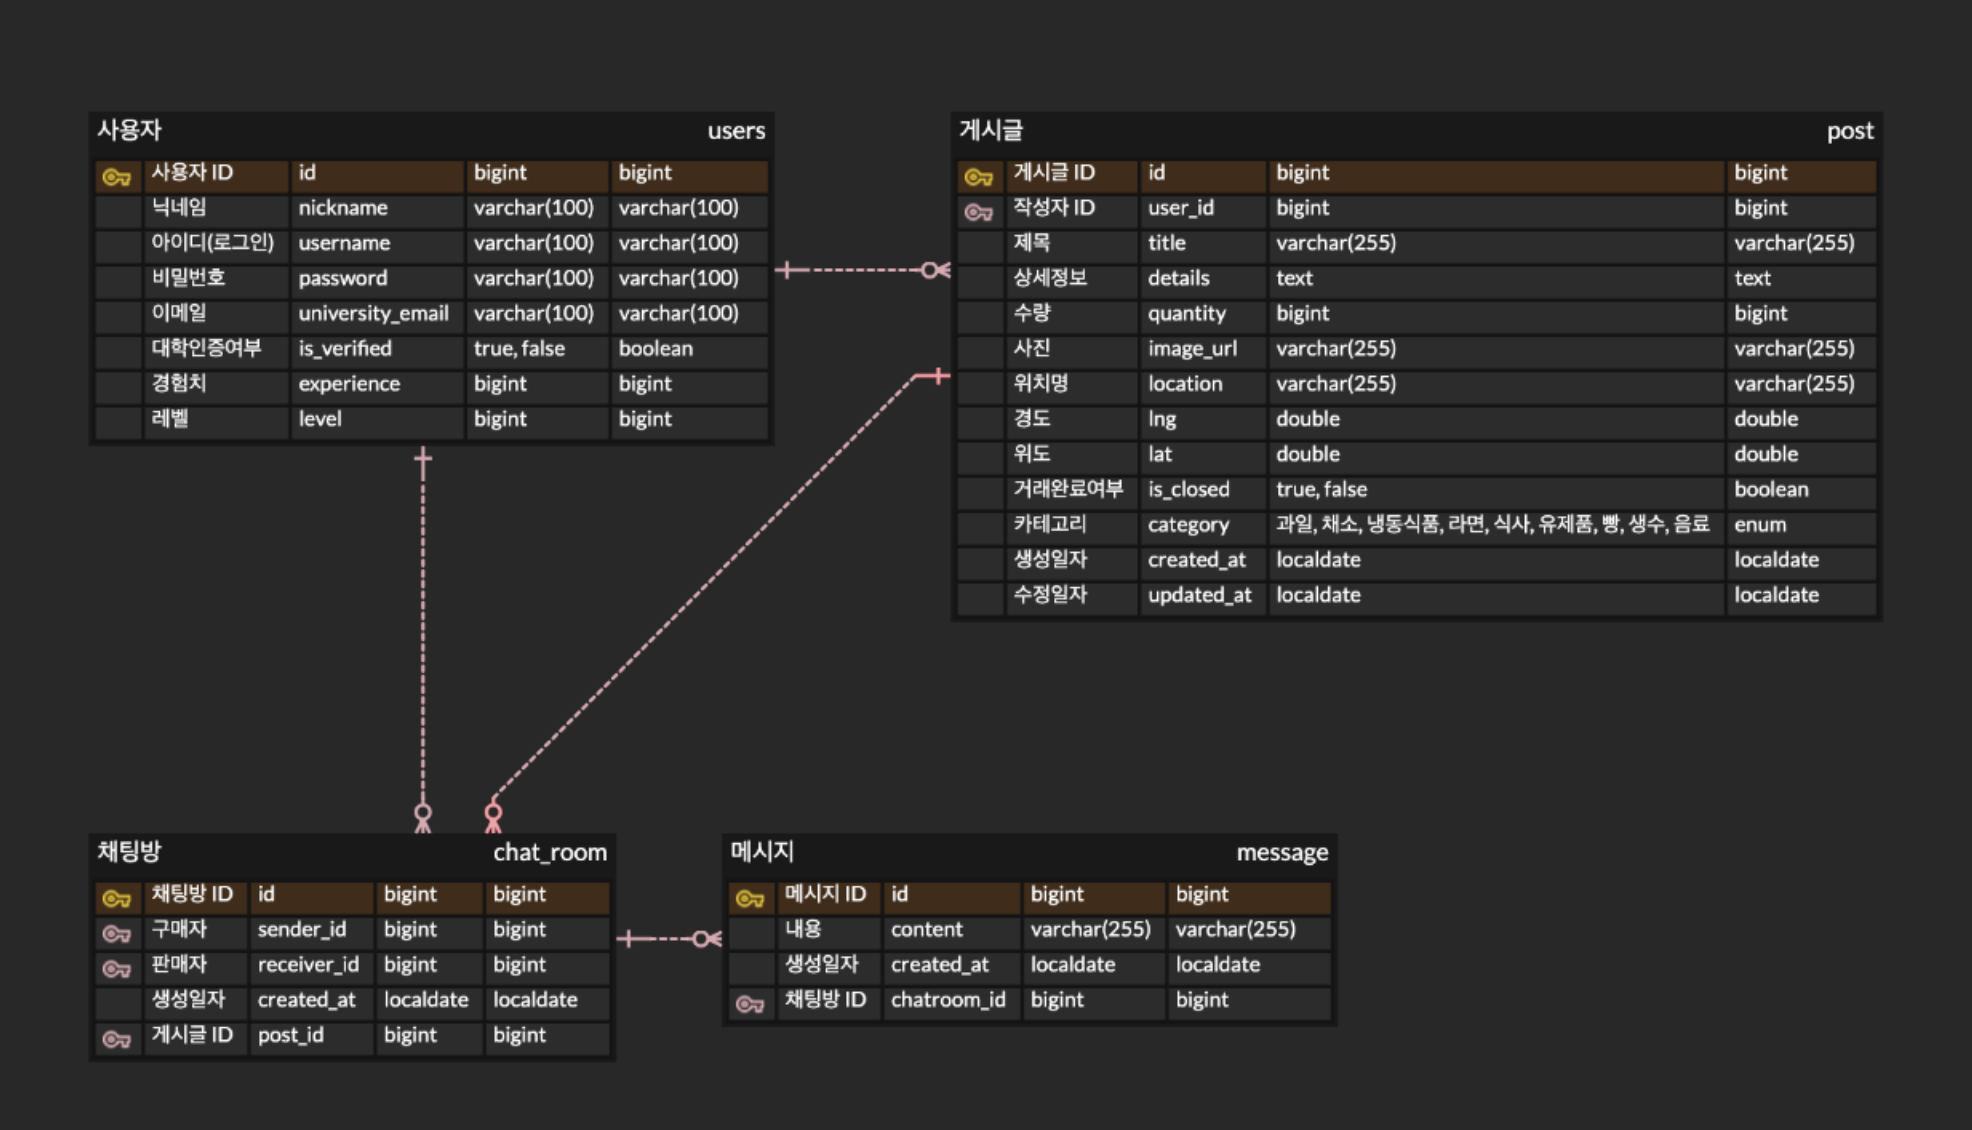 사용자 users
사용자 ID id bigint bigint
닉네임 nickname varchar(100) varchar(100)
아이디(로그인) username varchar(100) varchar(100)
비밀번호 password varchar(100) varchar(100)
이메일 university_email varchar(100) varchar(100)
대학인증여부 is_verified true, false boolean
경험치 experience bigint bigint
레벨 level bigint bigint
게시글 post
게시글 ID id bigint bigint
작성자 ID user_id bigint bigint
제목 title varchar(255) varchar(255)
상세정보 details text text
수량 quantity bigint bigint
사진 image_url varchar(255) varchar(255)
위치명 location varchar(255) varchar(255)
경도 lng double double
위도 lat double double
거래완료여부 is_closed true, false boolean
카테고리 category 과일, 채소, 냉동식품, 라면, 식사, 유제품, 빵, 생수, 음료 enum
생성일자 created_at localdate localdate
수정일자 updated_at localdate localdate
채팅방 chat_room
채팅방 ID id bigint bigint
구매자 sender_id bigint bigint
판매자 receiver_id bigint bigint
생성일자 created_at localdate localdate
게시글 ID post_id bigint bigint
메시지 message
메시지 ID id bigint bigint
내용 content varchar(255) varchar(255)
생성일자 created_at localdate localdate
채팅방 ID chatroom_id bigint bigint